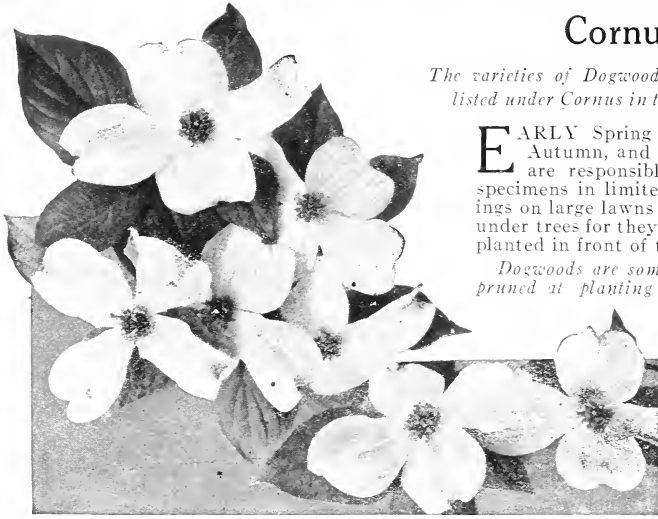 Cornu
The varieties of Dogwood
listed under Cornus in t
EARLY Spring
Autumn, and
are responsibl
specimens in limite
ings on large lawns
under trees for they
planted in front of t
Dogwoods are som
pruned at planting